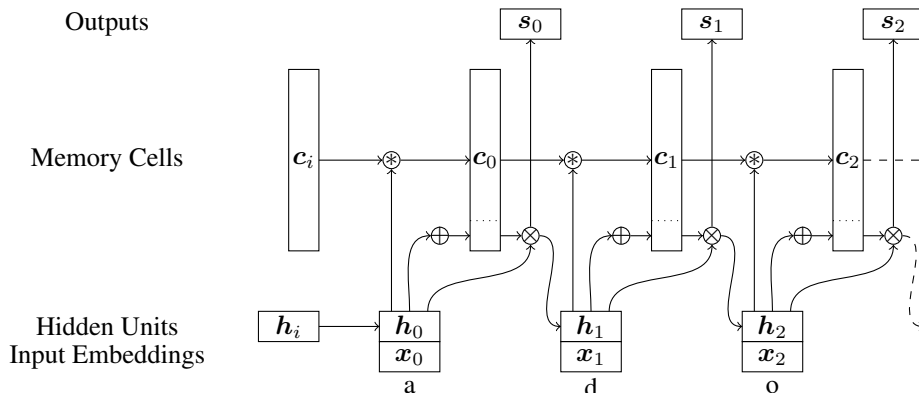 Outputs s0 s1 s2
Memory Cells ci c0 c1 c2
Hidden Units hi h0 h1 h2
Input Embeddings x0 x1 x2
a d o